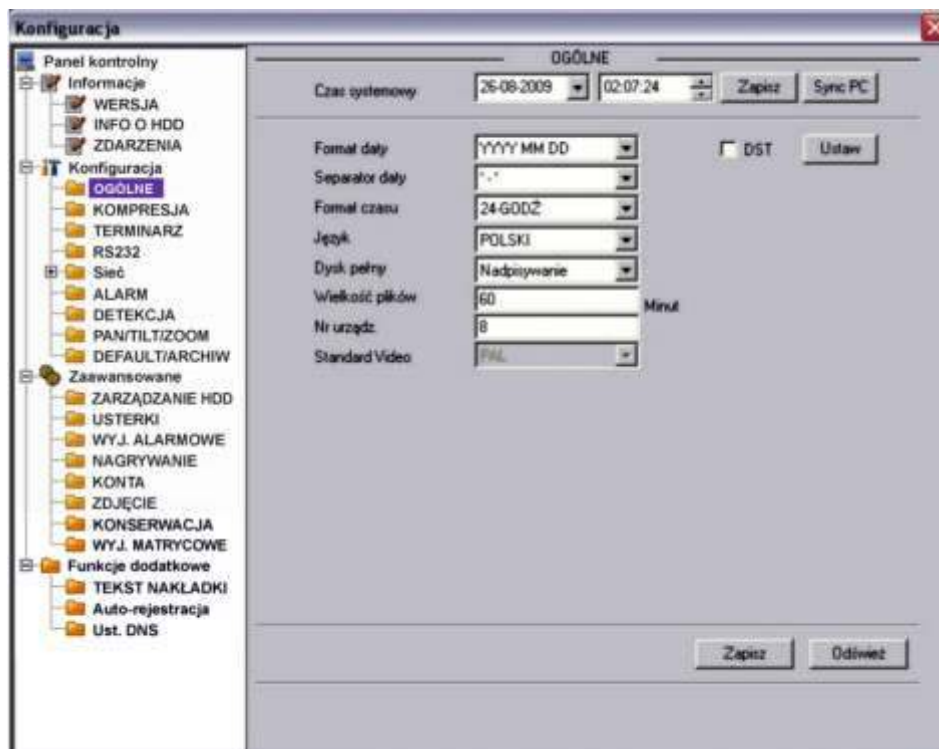 Konfiguracja
Panel kontrolny
Informacje
WERSJA
INFO O HDD
ZDARZENIA
Konfiguracja
OGÓLNE
KOMPRESJA
TERMINARZ
RS232
Sieć
ALARM
DETEKCJA
PAN/TILT/ZOOM
DEFAULT/ARCHIW
Zaawansowane
ZARZĄDZANIE HDD
USTERKI
WYJ. ALARMOWE
NAGRYWANIE
KONTA
ZDJĘCIE
KONSERWACJA
WYJ. MATRYCOWE
Funkcje dodatkowe
TEKST NAKŁADKI
Auto-rejestracja
Ust. DNS
OGÓLNE
Czas systemowy 26-08-2009 02:07:24 Zapisz Sync PC
Format daty YYYY MM DD DST Ustaw
Separator daty "-"
Format czasu 24-GODŹ
Język POLSKI
Dysk pełny Nadpisywanie
Wielkość plików 60 Minut
Nr urządz. 8
Standard Video PAL
Zapisz Odśwież